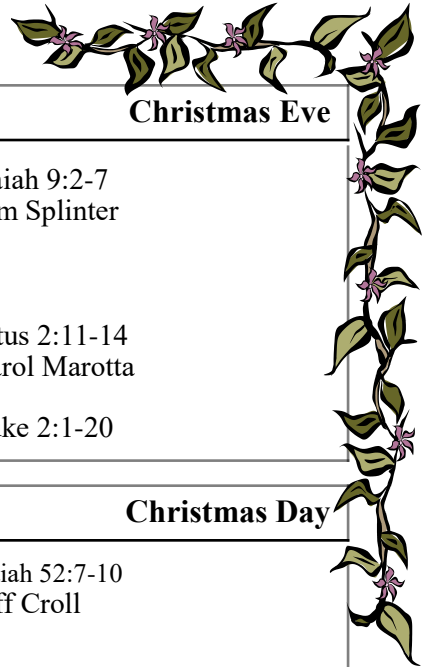 Christmas Eve
iah 9:2-7
m Splinter
tus 2:11-14
rol Marotta
ke 2:1-20
Christmas Day
iah 52:7-10
ff Croll